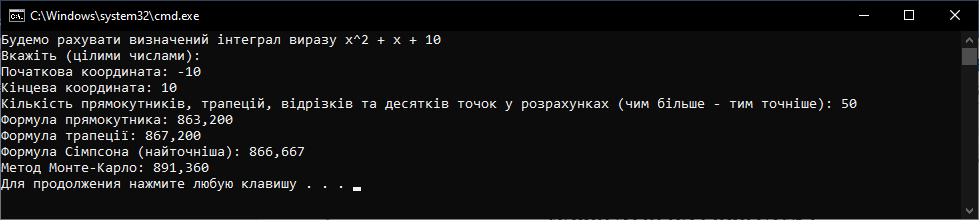 C:\Windows\system32\cmd.exe
Будемо рахувати визначений інтеграл виразу x^2 + x + 10
Вкажіть (цілими числами):
Початкова координата: -10
Кінцева координата: 10
Кількість прямокутників, трапецій, відрізків та десятків точок у розрахунках (чим більше - тим точніше): 50
Формула прямокутника: 863,200
Формула трапеції: 867,200
Формула Сімпсона (найточніша): 866,667
Метод Монте-Карло: 891,360
Для продолжения нажмите любую клавишу . . .